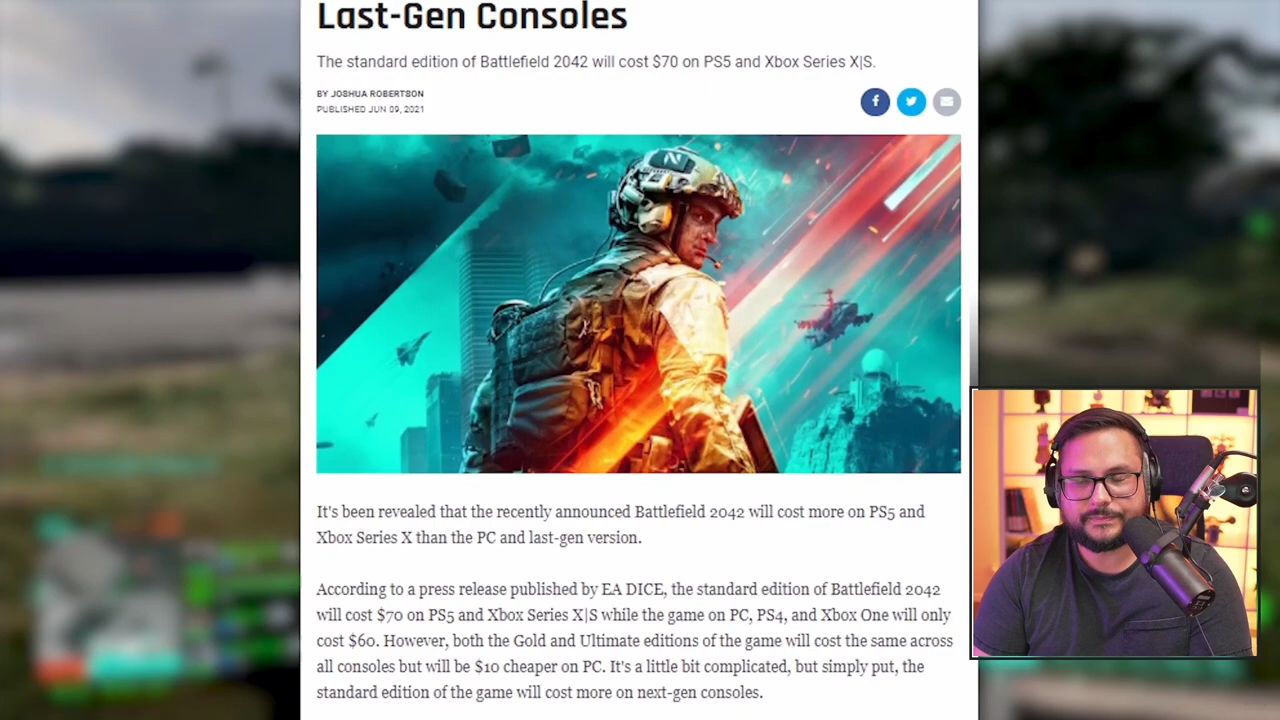 Last-Gen Consoles
The standard edition of Battlefield 2042 will cost $70 on PS5 and Xbox Series X|S.
BY JOSHUA ROBERTSON
PUBLISHED JUN 09, 2021
It's been revealed that the recently announced Battlefield 2042 will cost more on PS5 and
Xbox Series X than the PC and last-gen version.
According to a press release published by EA DICE, the standard edition of Battlefield 2042
will cost $70 on PS5 and Xbox Series X|S while the game on PC, PS4, and Xbox One will only
cost $60. However, both the Gold and Ultimate editions of the game will cost the same across
all consoles but will be $10 cheaper on PC. It's a little bit complicated, but simply put, the
standard edition of the game will cost more on next-gen consoles.